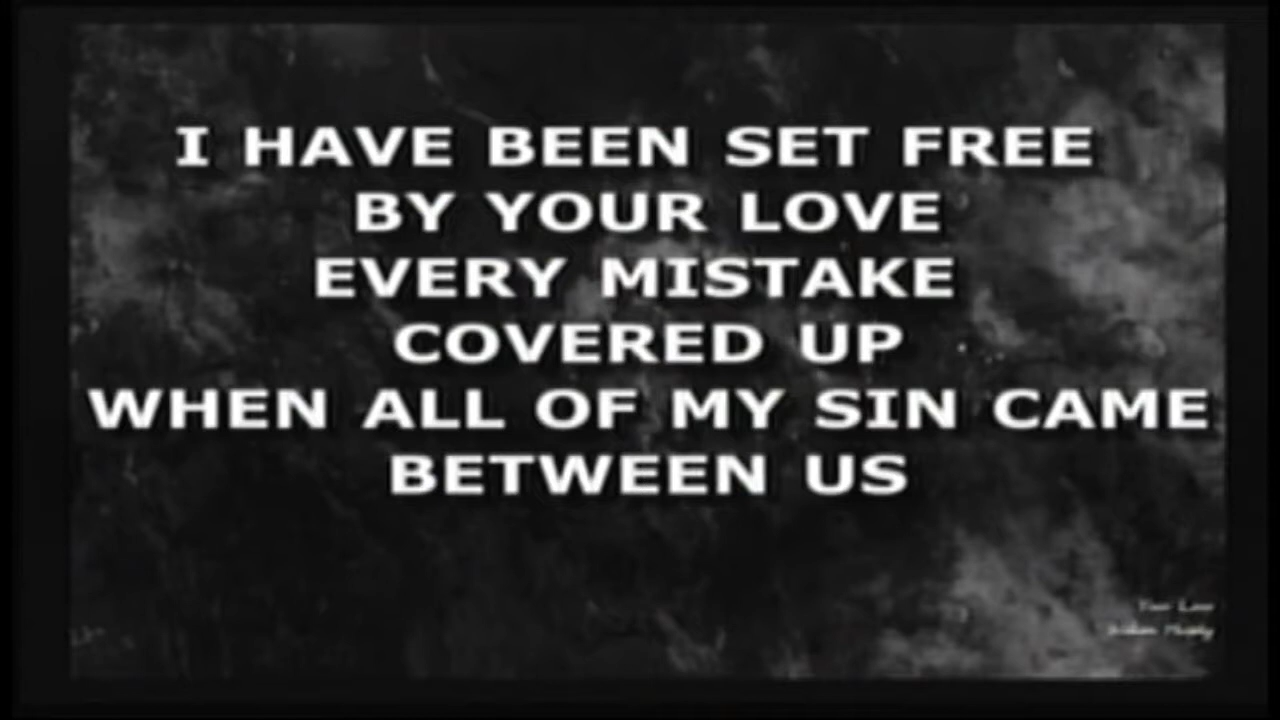 I HAVE BEEN SET FREE
BY YOUR LOVE
EVERY MISTAKE
COVERED UP
WHEN ALL OF MY SIN CAME
BETWEEN US